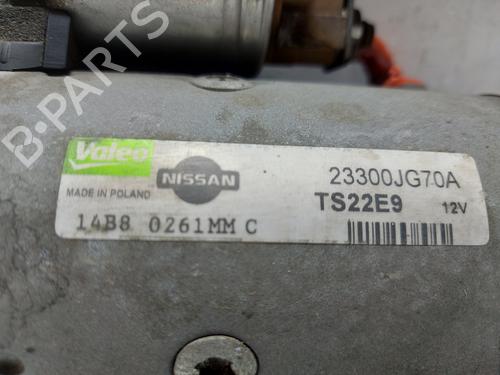 B-PARTS
Valeo
NISSAN
23300JG70A
MADE IN POLAND
TS22E9
12V
14B8 0261MM C